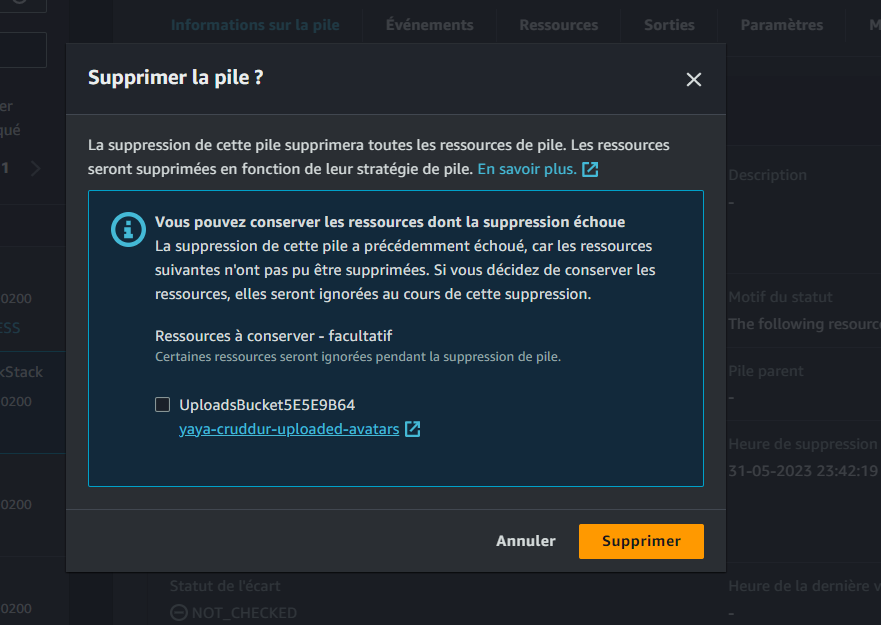 Informations sur la pile Événements Ressources Sorties Paramètres M
Supprimer la pile ?
er
qué
1
La suppression de cette pile supprimera toutes les ressources de pile. Les ressources
seront supprimées en fonction de leur stratégie de pile. En savoir plus.
Description
-
Vous pouvez conserver les ressources dont la suppression échoue
La suppression de cette pile a précédemment échoué, car les ressources
suivantes n'ont pas pu être supprimées. Si vous décidez de conserver les
ressources, elles seront ignorées au cours de cette suppression.
0200
ESS
Motif du statut
The following resourc
Ressources à conserver - facultatif
Certaines ressources seront ignorées pendant la suppression de pile.
kStack
0200
Pile parent
-
UploadsBucket5E5E9B64
yaya-cruddur-uploaded-avatars
Heure de suppression
31-05-2023 23:42:19
0200
Annuler Supprimer
Statut de l'écart
NOT_CHECKED
Heure de la dernière v
-
0200